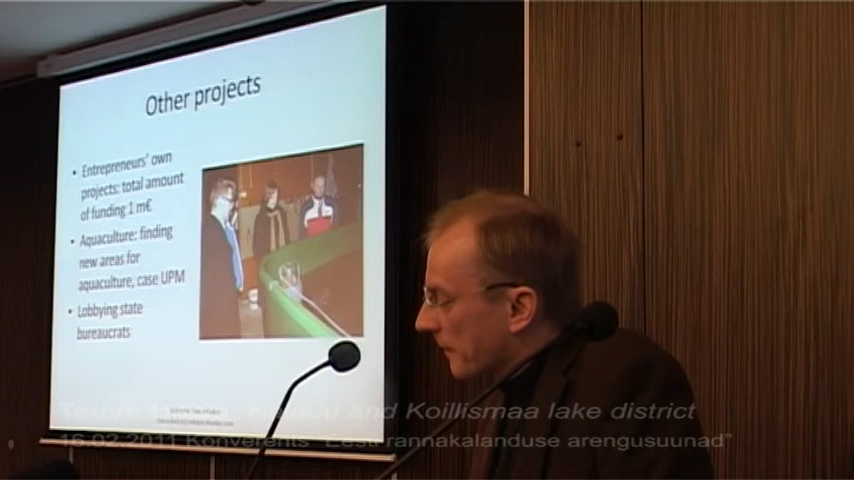 Other projects
• Entrepreneurs' own
projects: total amount
of funding 1 m€
• Aquaculture: finding
new areas for
aquaculture, case UPM
• Lobbying state
bureaucrats
and Koillismaa lake district
16.02.2011 Konverents "Eesti rannakalanduse arengusuunad"